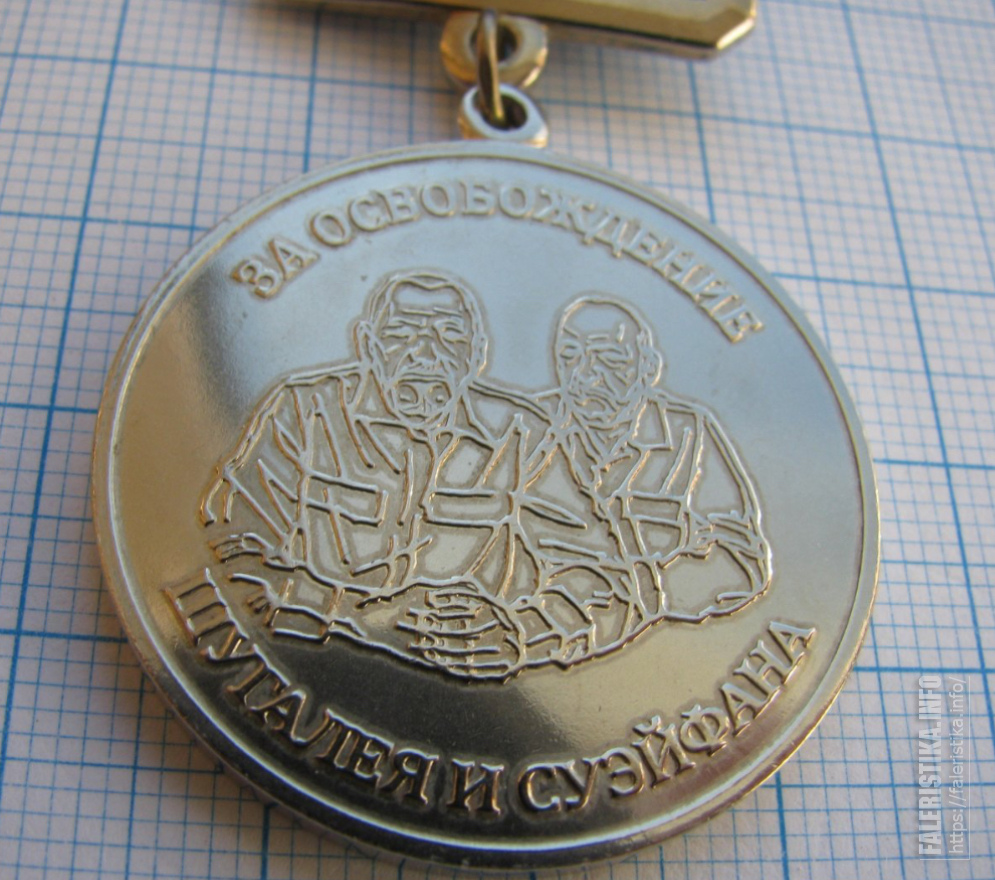 ЗА ОСВОБОЖДЕНИЕ
ШУГАЛЕЯ И СУЭЙФАНА
FALERISTIKA.INFO
https://faleristika.info/